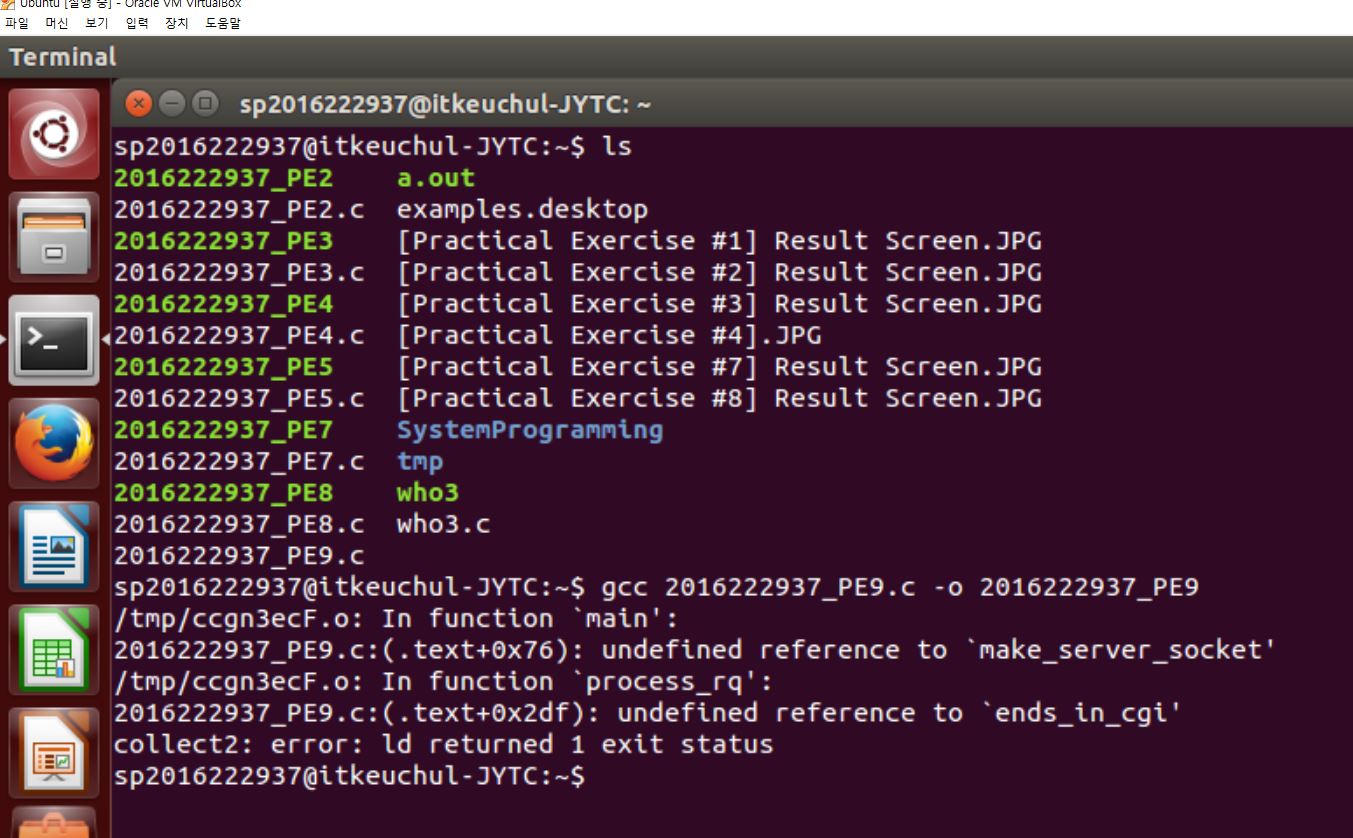 Ubuntu [실행 중] - Oracle VM VirtualBox
파일 머신 보기 입력 장치 도움말
Terminal
sp2016222937@itkeuchul-JYTC: ~
sp2016222937@itkeuchul-JYTC:~$ ls
2016222937_PE2    a.out
2016222937_PE2.c  examples.desktop
2016222937_PE3    [Practical Exercise #1] Result Screen.JPG
2016222937_PE3.c  [Practical Exercise #2] Result Screen.JPG
2016222937_PE4    [Practical Exercise #3] Result Screen.JPG
2016222937_PE4.c  [Practical Exercise #4].JPG
2016222937_PE5    [Practical Exercise #7] Result Screen.JPG
2016222937_PE5.c  [Practical Exercise #8] Result Screen.JPG
2016222937_PE7    SystemProgramming
2016222937_PE7.c  tmp
2016222937_PE8    who3
2016222937_PE8.c  who3.c
2016222937_PE9.c
sp2016222937@itkeuchul-JYTC:~$ gcc 2016222937_PE9.c -o 2016222937_PE9
/tmp/ccgn3ecF.o: In function `main':
2016222937_PE9.c:(.text+0x76): undefined reference to `make_server_socket'
/tmp/ccgn3ecF.o: In function `process_rq':
2016222937_PE9.c:(.text+0x2df): undefined reference to `ends_in_cgi'
collect2: error: ld returned 1 exit status
sp2016222937@itkeuchul-JYTC:~$